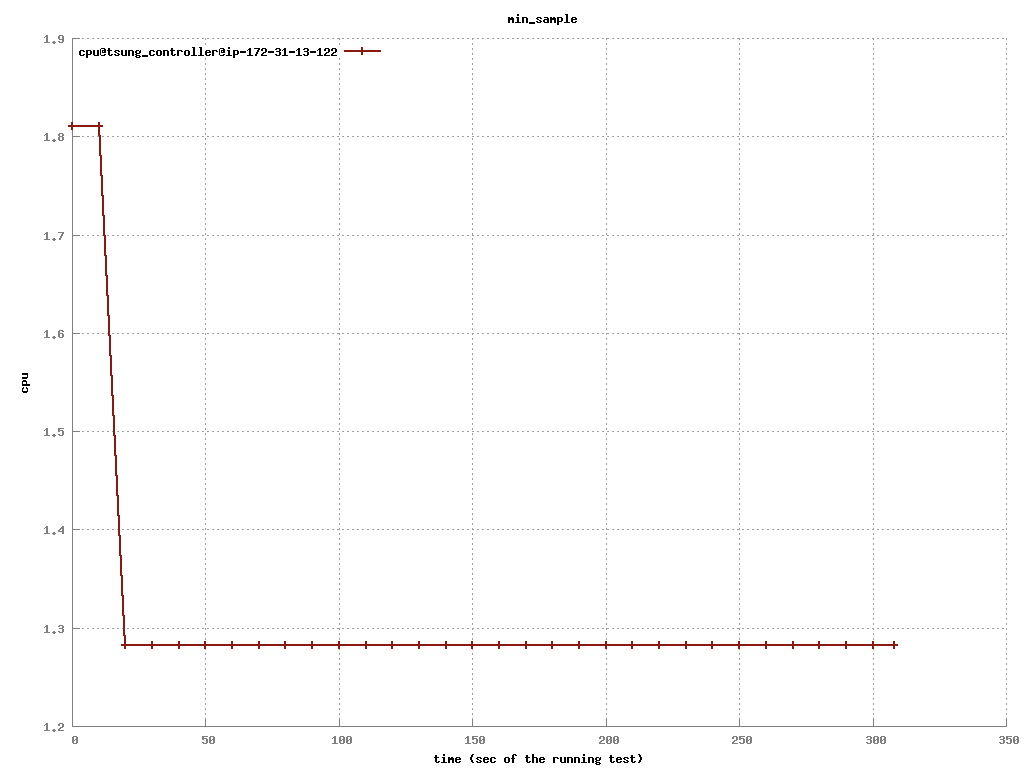 min_sample
1.9
cpu@tsung_controller@ip-172-31-13-122
1.8
1.7
1.6
cpu
1.5
1.4
1.3
1.2
0 50 100 150 200 250 300 350
time (sec of the running test)